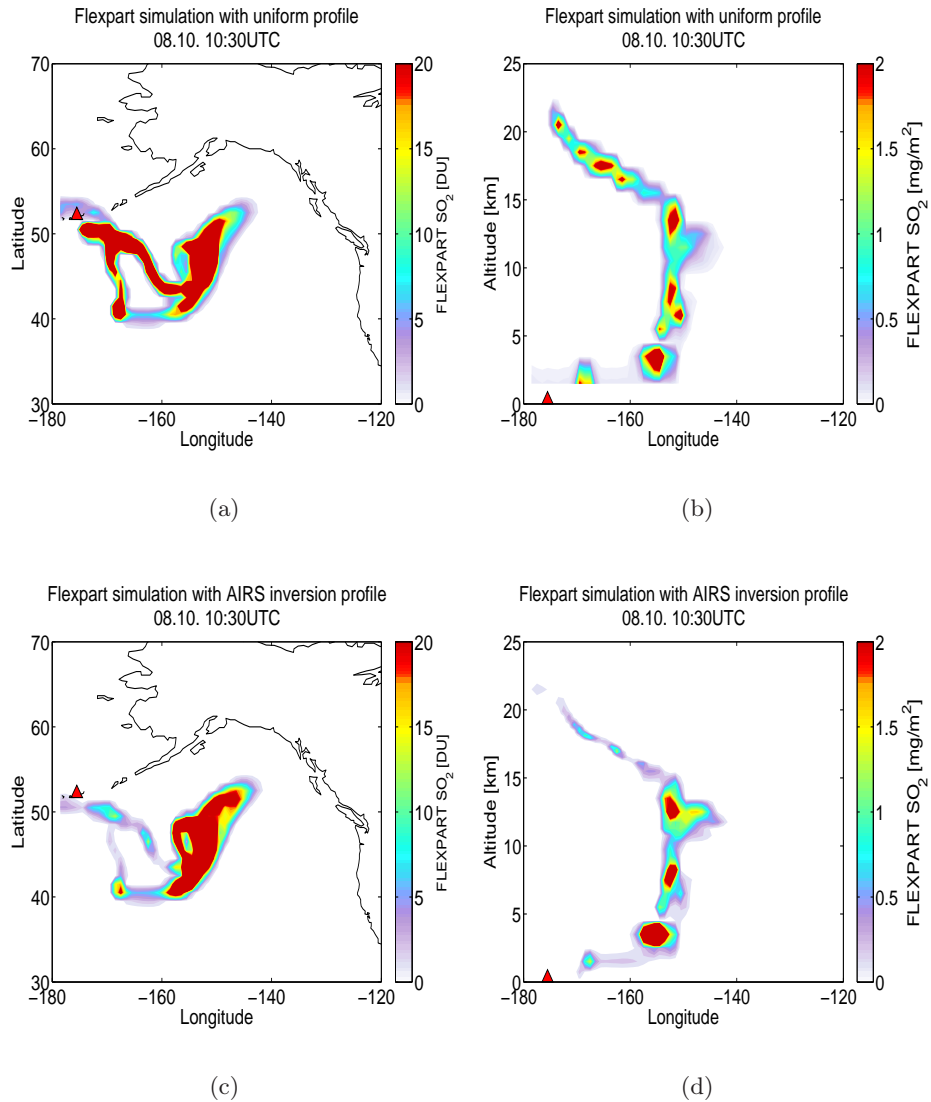 Flexpart simulation with uniform profile
08.10. 10:30UTC
70
60
50
40
30
Latitude
−180
−160
−140
−120
Longitude
20
15
10
5
0
FLEXPART SO2 [DU]
(a)
Flexpart simulation with uniform profile
08.10. 10:30UTC
25
20
15
10
5
0
Altitude [km]
−180
−160
−140
−120
Longitude
2
1.5
1
0.5
0
FLEXPART SO2 [mg/m2]
(b)
Flexpart simulation with AIRS inversion profile
08.10. 10:30UTC
70
60
50
40
30
Latitude
−180
−160
−140
−120
Longitude
20
15
10
5
0
FLEXPART SO2 [DU]
(c)
Flexpart simulation with AIRS inversion profile
08.10. 10:30UTC
25
20
15
10
5
0
Altitude [km]
−180
−160
−140
−120
Longitude
2
1.5
1
0.5
0
FLEXPART SO2 [mg/m2]
(d)